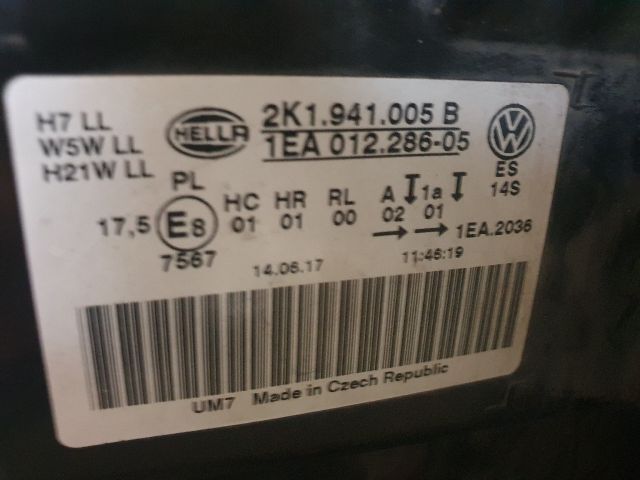 H7 LL
W5W LL
H21W LL
HELLA
2K1.941.005 B
1EA 012.286-05
ES
14S
PL
17,5 E8
7567
HC HR RL A 1a
01 01 00 02 01
→→ 1EA.2036
14.06.17 11:46:19
UM7 Made in Czech Republic